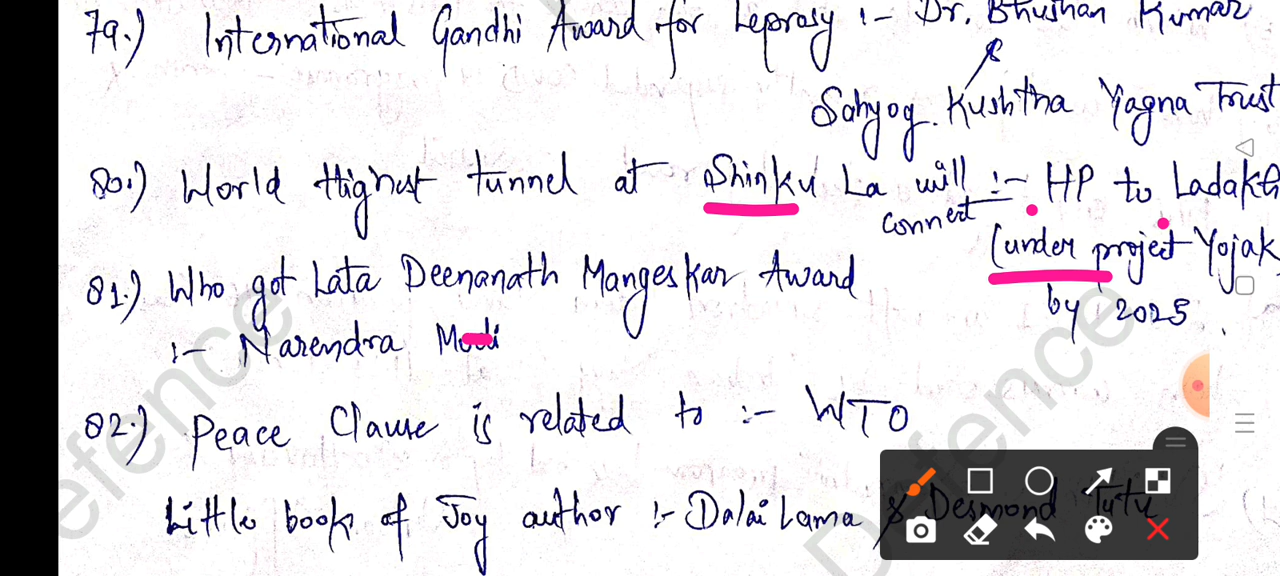 79.) International Gandhi Award for Leprosy :- Dr. Bhushan Kumar
&
Sahyog Kushtha Yagna Trust
80.) World Highest tunnel at Shinku La will connect :- HP to Ladakh
(under project Yojak
by 2025
81.) Who got Lata Deenanath Mangeskar Award
:- Narendra Modi
82.) Peace Clause is related to :- WTO
Little book of Joy author :- Dalai Lama & Desmond Tutu
efence
Defence